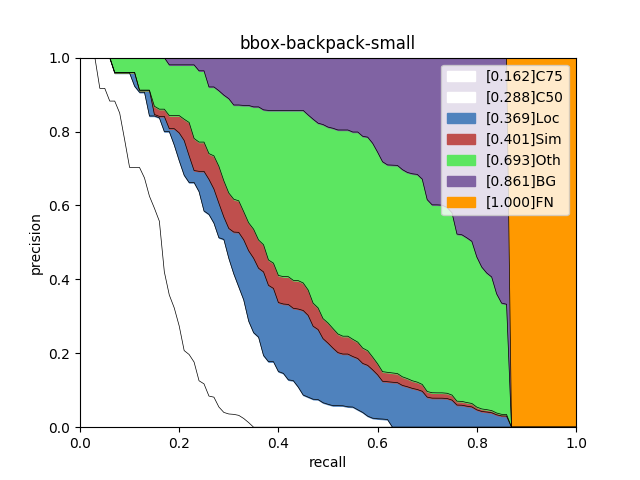 bbox-backpack-small
[0.162]C75
[0.288]C50
[0.369]Loc
[0.401]Sim
[0.693]Oth
[0.861]BG
[1.000]FN
precision
1.0
0.8
0.6
0.4
0.2
0.0
0.0 0.2 0.4 0.6 0.8 1.0
recall